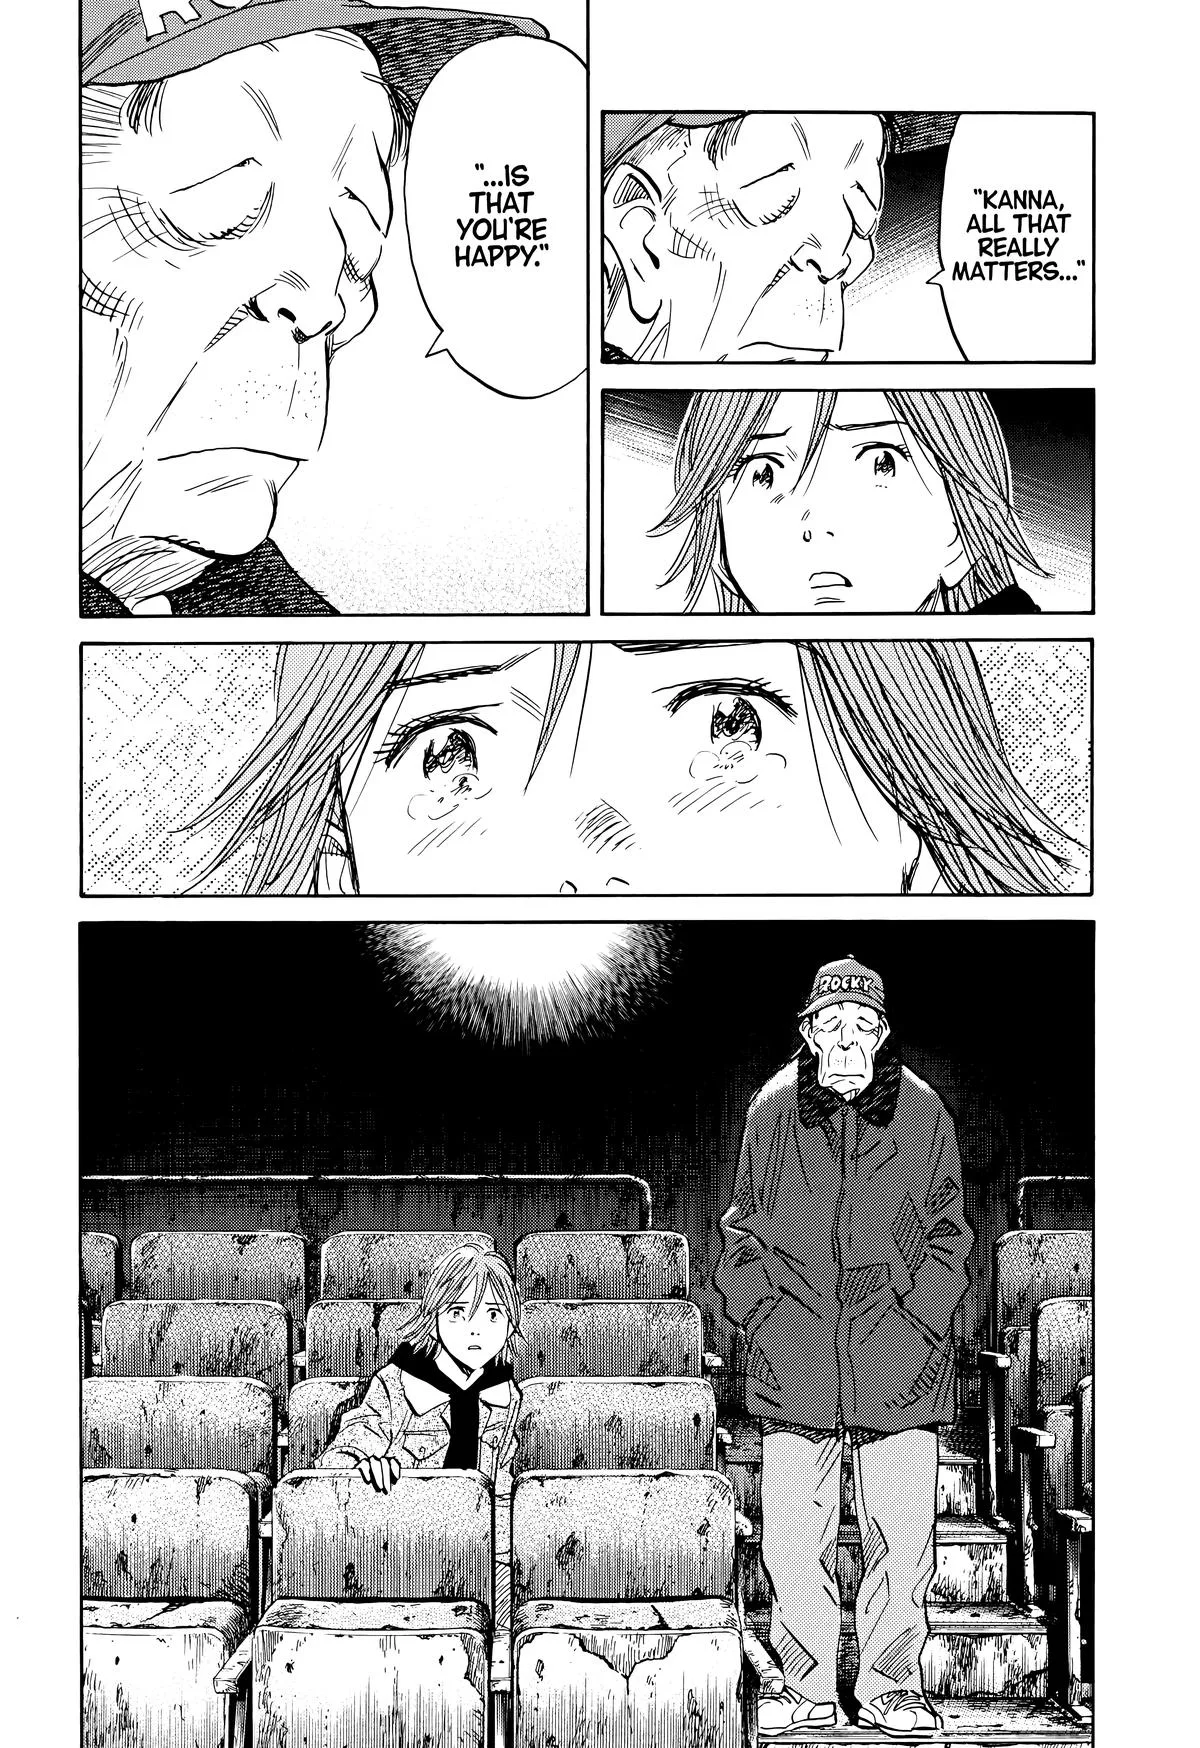 "KANNA,
ALL THAT
REALLY
MATTERS..."
"...IS
THAT
YOU'RE
HAPPY."
ROCKY